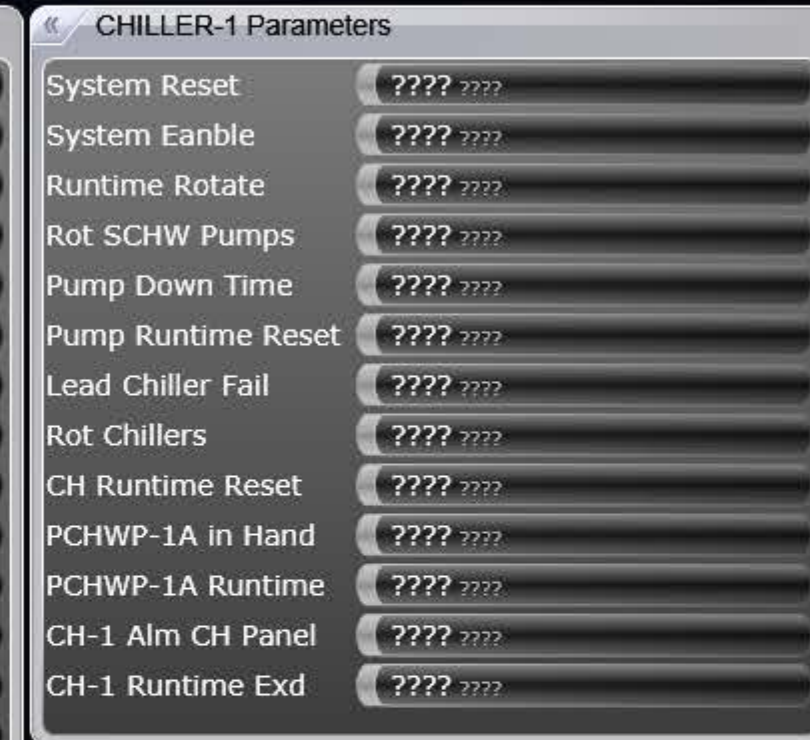 « CHILLER-1 Parameters
System Reset ???? ????
System Eanble ???? ????
Runtime Rotate ???? ????
Rot SCHW Pumps ???? ????
Pump Down Time ???? ????
Pump Runtime Reset ???? ????
Lead Chiller Fail ???? ????
Rot Chillers ???? ????
CH Runtime Reset ???? ????
PCHWP-1A in Hand ???? ????
PCHWP-1A Runtime ???? ????
CH-1 Alm CH Panel ???? ????
CH-1 Runtime Exd ???? ????